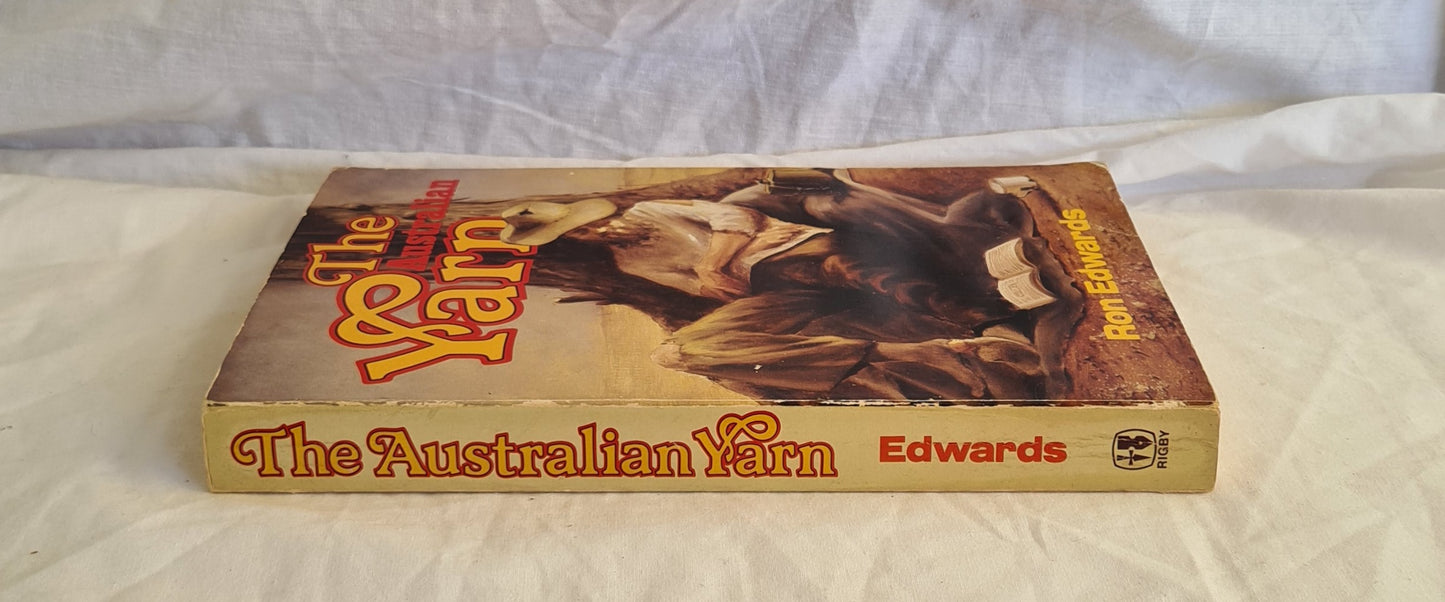 The
Australian
Yarn
Ron Edwards
The Australian Yarn
Edwards
RIGBY